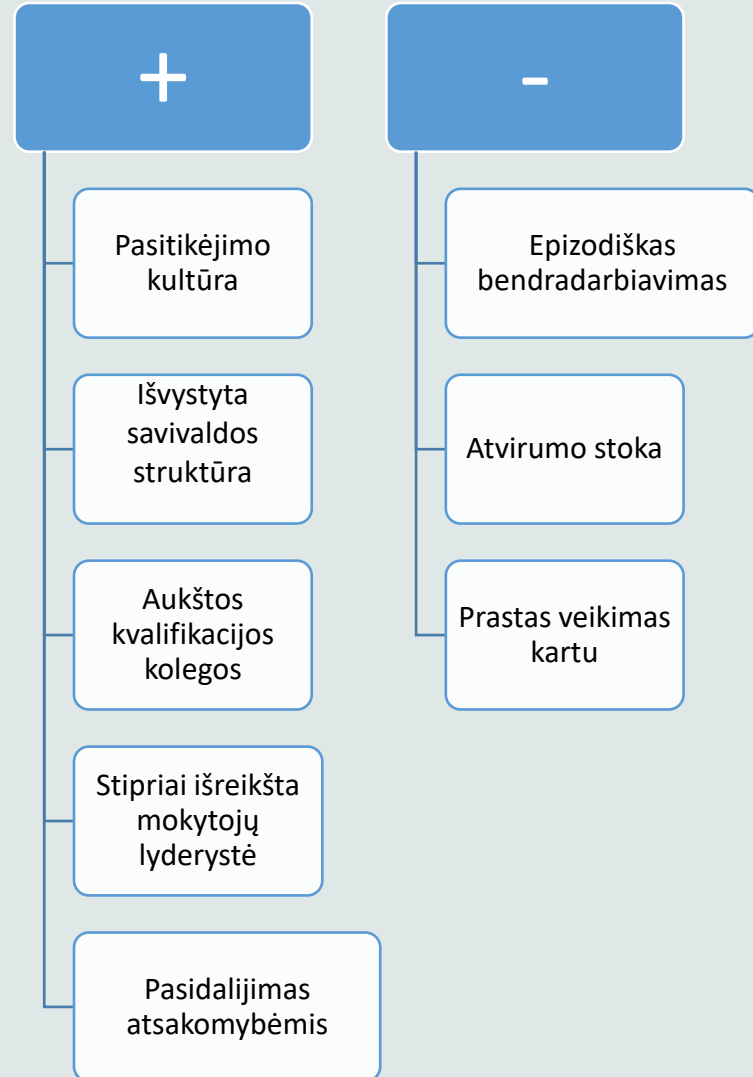 +
Pasitikėjimo
kultūra
Išvystyta
savivaldos
struktūra
Aukštos
kvalifikacijos
kolegos
Stipriai išreikšta
mokytojų
lyderystė
Pasidalijimas
atsakomybėmis
-
Epizodiškas
bendradarbiavimas
Atvirumo stoka
Prastas veikimas
kartu